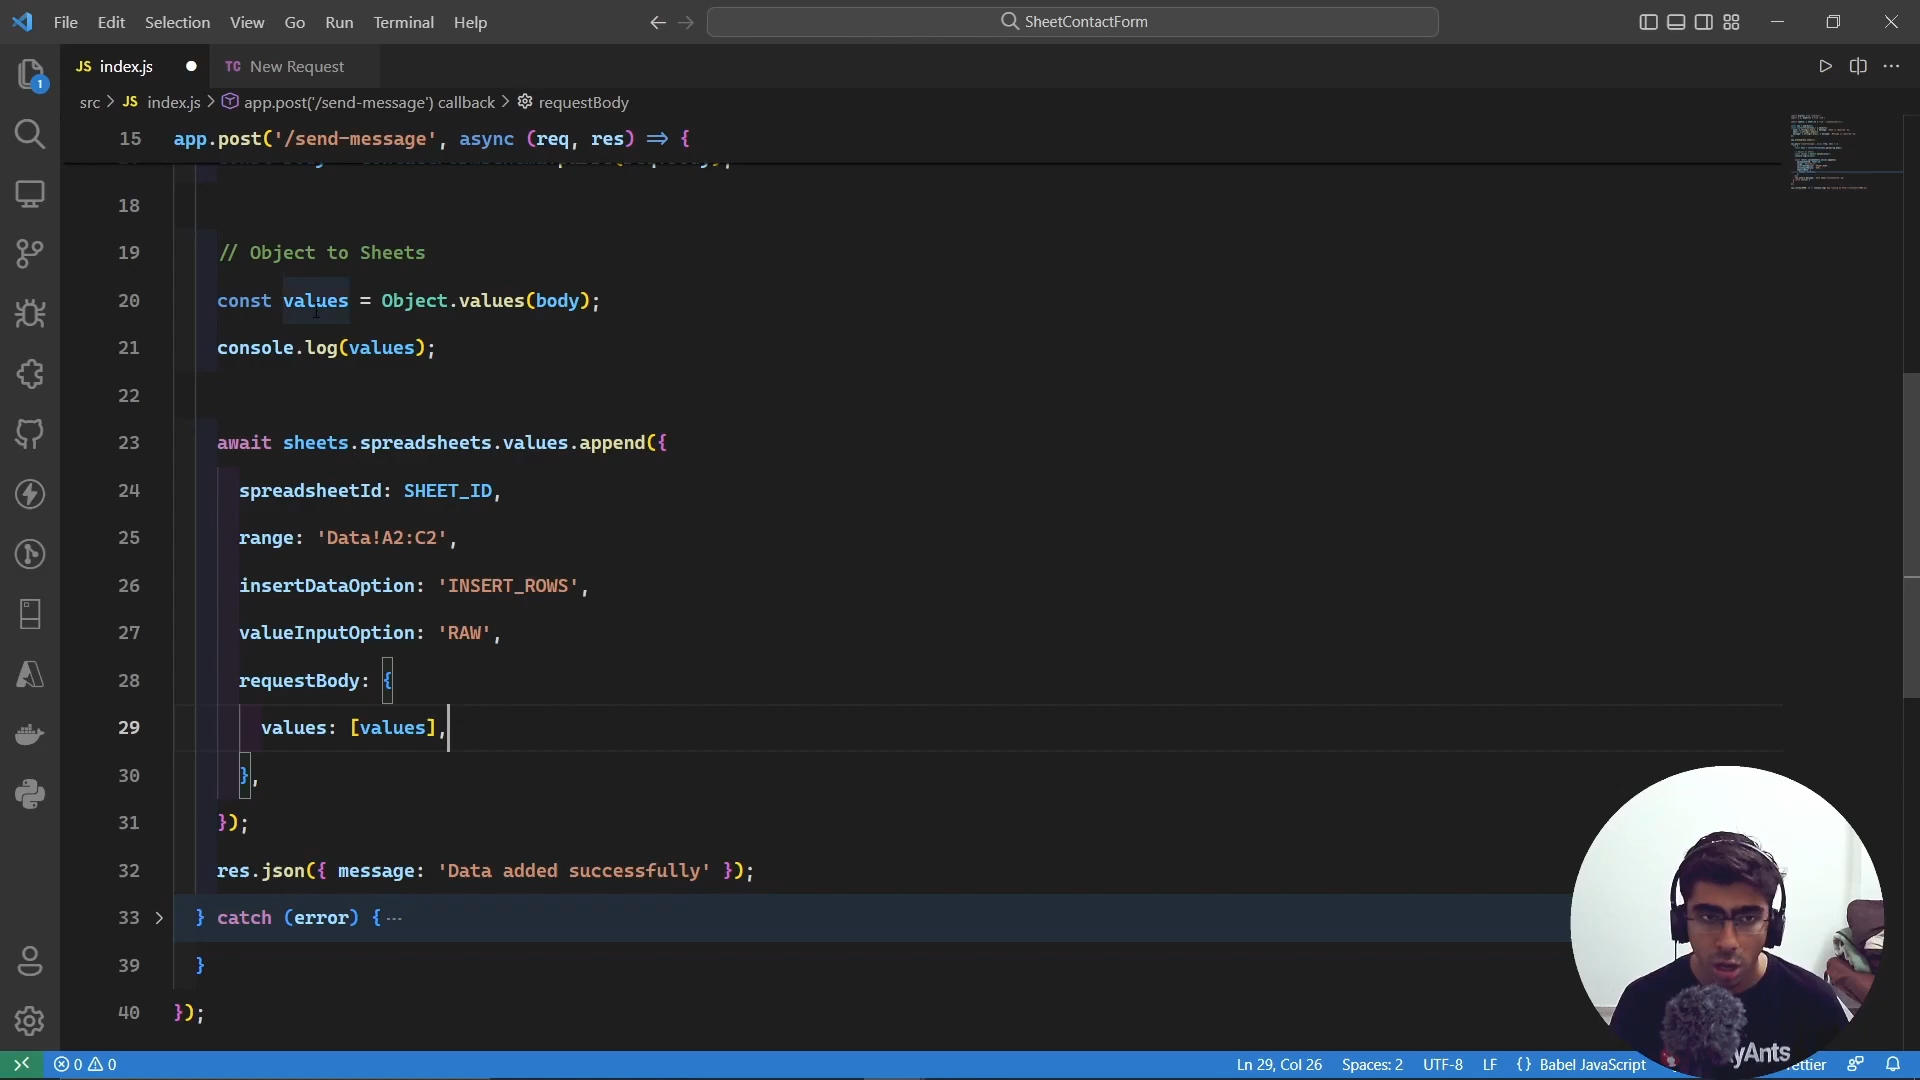 File Edit Selection View Go Run Terminal Help
SheetContactForm
1
JS index.js
TC New Request
src > JS index.js > app.post('/send-message') callback > requestBody
15 app.post('/send-message', async (req, res) => {
18
19 // Object to Sheets
20 const values = Object.values(body);
21 console.log(values);
22
23 await sheets.spreadsheets.values.append({
24 spreadsheetId: SHEET_ID,
25 range: 'Data!A2:C2',
26 insertDataOption: 'INSERT_ROWS',
27 valueInputOption: 'RAW',
28 requestBody: {
29 values: [values],
30 },
31 });
32 res.json({ message: 'Data added successfully' });
33 } catch (error) {···
39 }
40 });
0 0
Ln 29, Col 26 Spaces: 2 UTF-8 LF {} Babel JavaScript